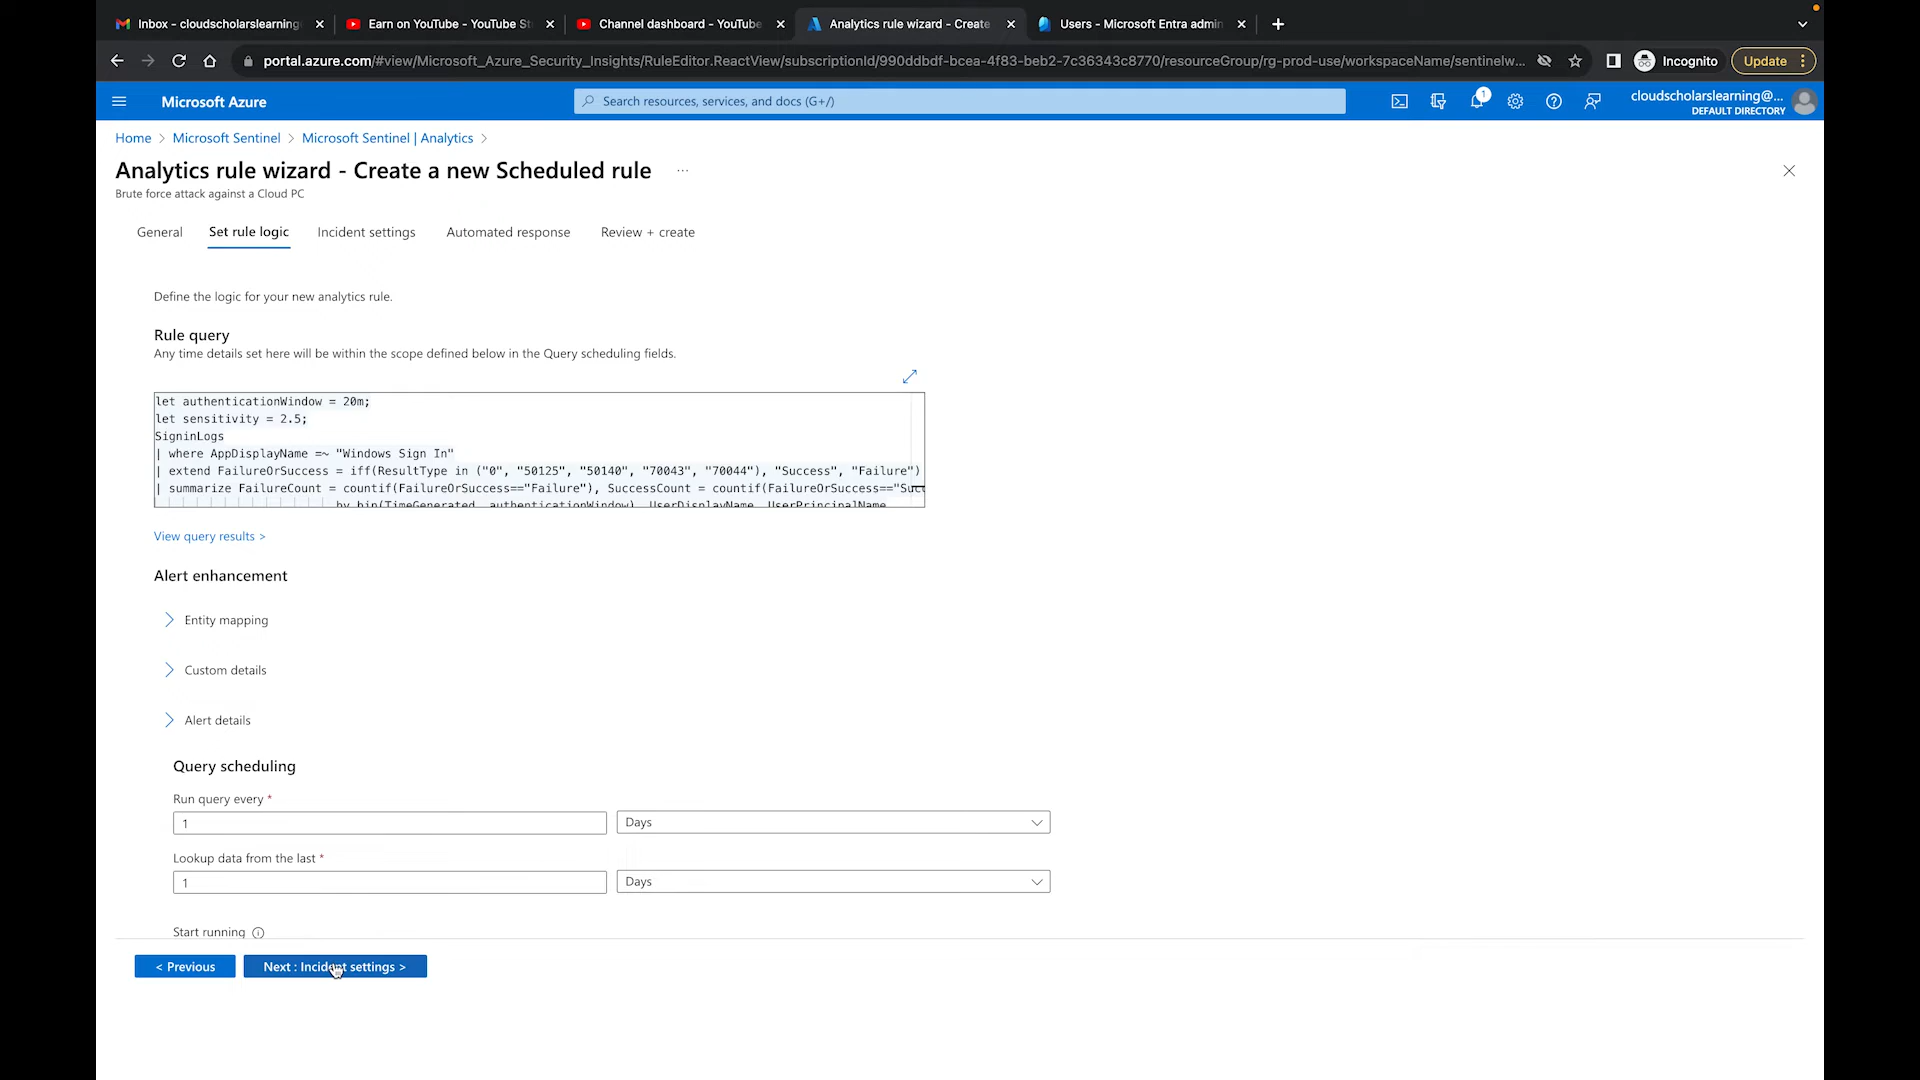 Inbox - cloudscholarslearning
Earn on YouTube - YouTube St
Channel dashboard - YouTube
Analytics rule wizard - Create
Users - Microsoft Entra admin
portal.azure.com/#view/Microsoft_Azure_Security_Insights/RuleEditor.ReactView/subscriptionId/990ddbdf-bcea-4f83-beb2-7c36343c8770/resourceGroup/rg-prod-use/workspaceName/sentinelw...
Incognito
Update
Microsoft Azure
Search resources, services, and docs (G+/)
1
cloudscholarslearning@...
DEFAULT DIRECTORY
Home > Microsoft Sentinel > Microsoft Sentinel | Analytics >
Analytics rule wizard - Create a new Scheduled rule ...
Brute force attack against a Cloud PC
General
Set rule logic
Incident settings
Automated response
Review + create
Define the logic for your new analytics rule.
Rule query
Any time details set here will be within the scope defined below in the Query scheduling fields.
let authenticationWindow = 20m;
let sensitivity = 2.5;
SigninLogs
| where AppDisplayName =~ "Windows Sign In"
| extend FailureOrSuccess = iff(ResultType in ("0", "50125", "50140", "70043", "70044"), "Success", "Failure")
| summarize FailureCount = countif(FailureOrSuccess=="Failure"), SuccessCount = countif(FailureOrSuccess=="Succ
by bin(TimeGenerated, authenticationWindow), UserDisplayName, UserPrincipalName
View query results >
Alert enhancement
Entity mapping
Custom details
Alert details
Query scheduling
Run query every *
1
Days
Lookup data from the last *
1
Days
Start running
< Previous
Next : Incident settings >